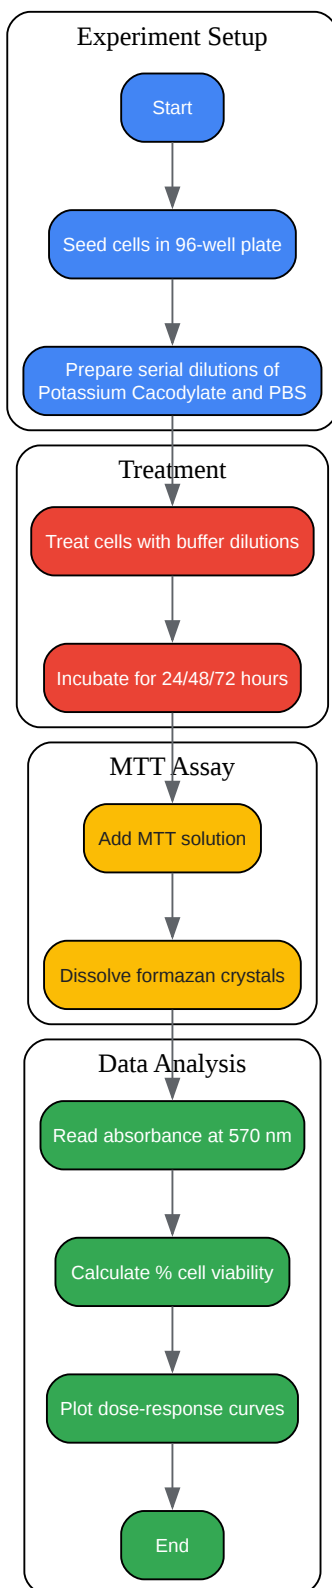 Experiment Setup
Start
Seed cells in 96-well plate
Prepare serial dilutions of
Potassium Cacodylate and PBS
Treatment
Treat cells with buffer dilutions
Incubate for 24/48/72 hours
MTT Assay
Add MTT solution
Dissolve formazan crystals
Data Analysis
Read absorbance at 570 nm
Calculate % cell viability
Plot dose-response curves
End